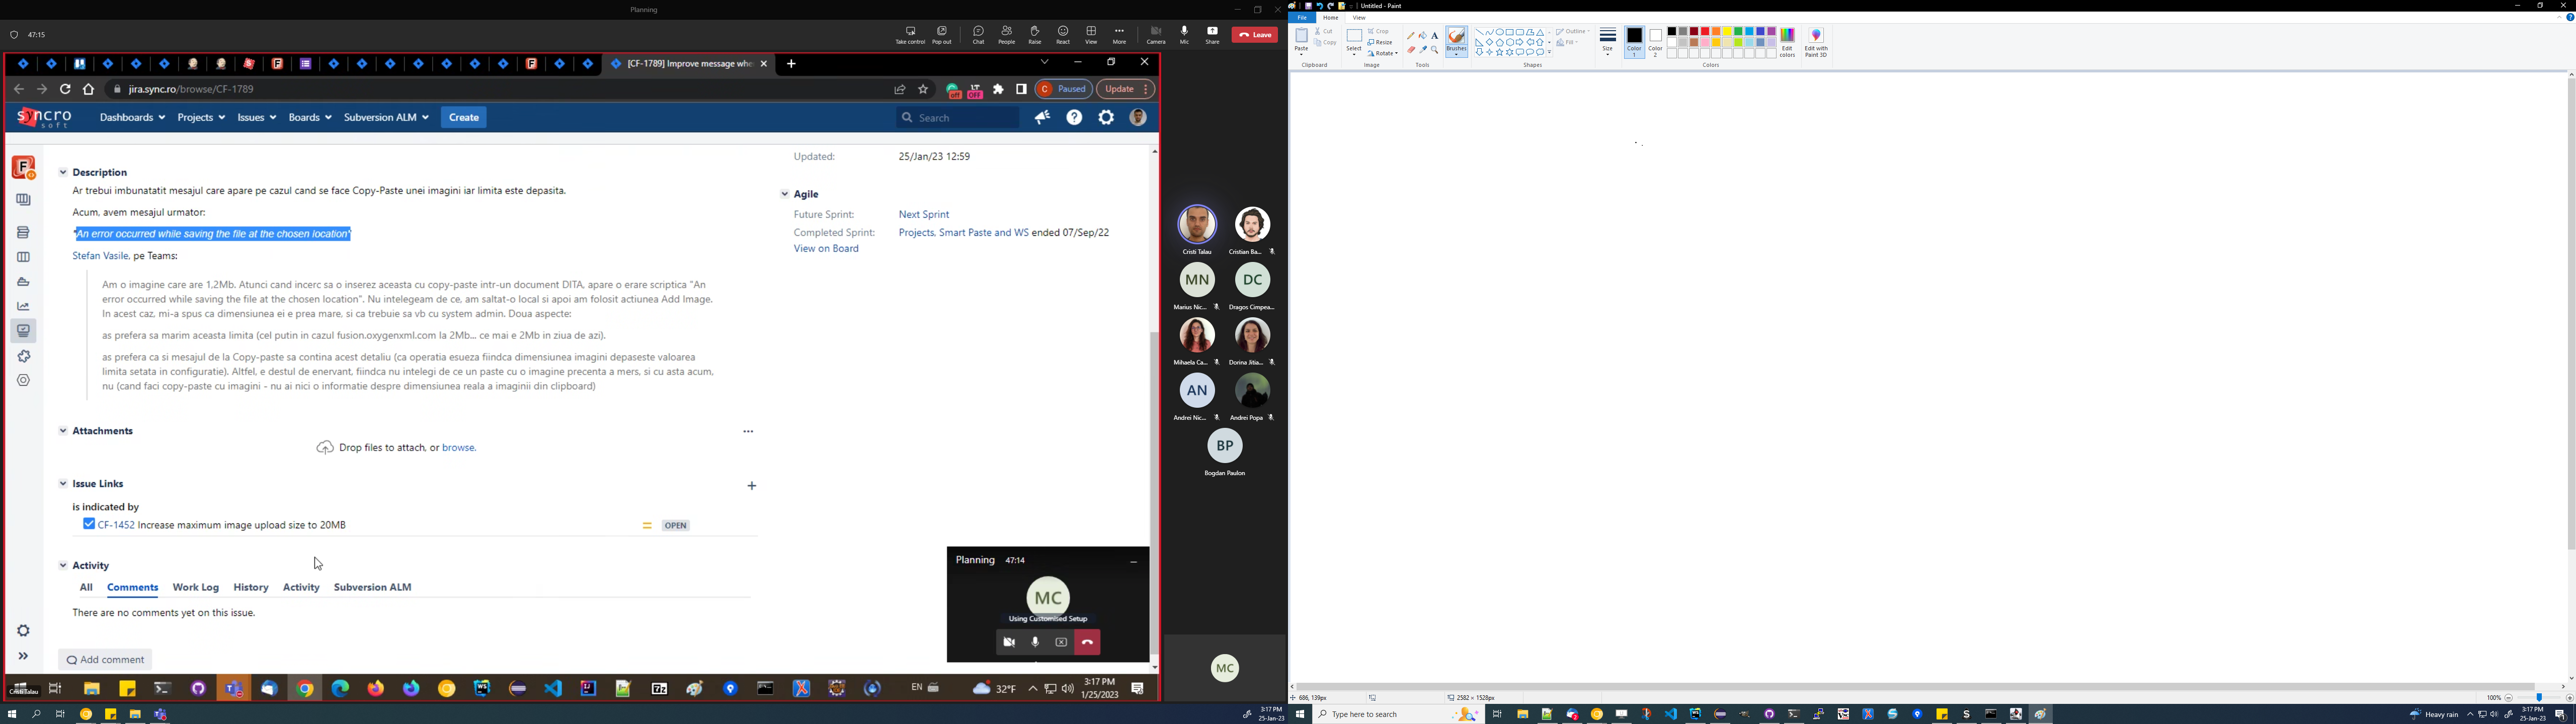 Planning
47:15
Take control
Pop out
Chat
People
Raise
React
View
More
Camera
Mic
Share
Leave
[CF-1789] Improve message whe
jira.sync.ro/browse/CF-1789
Paused
Update
syncro soft
Dashboards
Projects
Issues
Boards
Subversion ALM
Create
Search
Updated: 25/Jan/23 12:59
Description
Ar trebui imbunatatit mesajul care apare pe cazul cand se face Copy-Paste unei imagini iar limita este depasita.
Acum, avem mesajul urmator:
"An error occurred while saving the file at the chosen location"
Stefan Vasile, pe Teams:
Am o imagine care are 1,2Mb. Atunci cand incerc sa o inserez aceasta cu copy-paste intr-un document DITA, apare o erare scriptica "An
error occurred while saving the file at the chosen location". Nu intelegeam de ce, am saltat-o local si apoi am folosit actiunea Add Image.
In acest caz, mi-a spus ca dimensiunea ei e prea mare, si ca trebuie sa vb cu system admin. Doua aspecte:
as prefera sa marim aceasta limita (cel putin in cazul fusion.oxygenxml.com la 2Mb... ce mai e 2Mb in ziua de azi).
as prefera ca si mesajul de la Copy-paste sa contina acest detaliu (ca operatia esueza fiindca dimensiunea imagini depaseste valoarea
limita setata in configuratie). Altfel, e destul de enervant, fiindca nu intelegi de ce un paste cu o imagine precenta a mers, si cu asta acum,
nu (cand faci copy-paste cu imagini - nu ai nici o informatie despre dimensiunea reala a imaginii din clipboard)
Agile
Future Sprint: Next Sprint
Completed Sprint: Projects, Smart Paste and WS ended 07/Sep/22
View on Board
Attachments
Drop files to attach, or browse.
Issue Links
is indicated by
CF-1452 Increase maximum image upload size to 20MB
OPEN
Activity
All
Comments
Work Log
History
Activity
Subversion ALM
There are no comments yet on this issue.
Add comment
Planning 47:14
MC
Using Customised Setup
Cristi Talau
EN
32°F
3:17 PM
1/25/2023
Cristi Talau
Cristian Ba...
MN
DC
Marius Nic...
Dragos Cimpea...
Mihaela Ca...
Dorina Jitia...
AN
Andrei Nic...
Andrei Popa
BP
Bogdan Paulon
MC
3:17 PM
25-Jan-23
Untitled - Paint
File
Home
View
Paste
Cut
Copy
Clipboard
Select
Crop
Resize
Rotate
Image
Tools
Brushes
Shapes
Outline
Fill
Size
Color 1
Color 2
Colors
Edit colors
Edit with Paint 3D
686, 139px
2582 × 1528px
100%
Type here to search
Heavy rain
3:17 PM
25-Jan-23